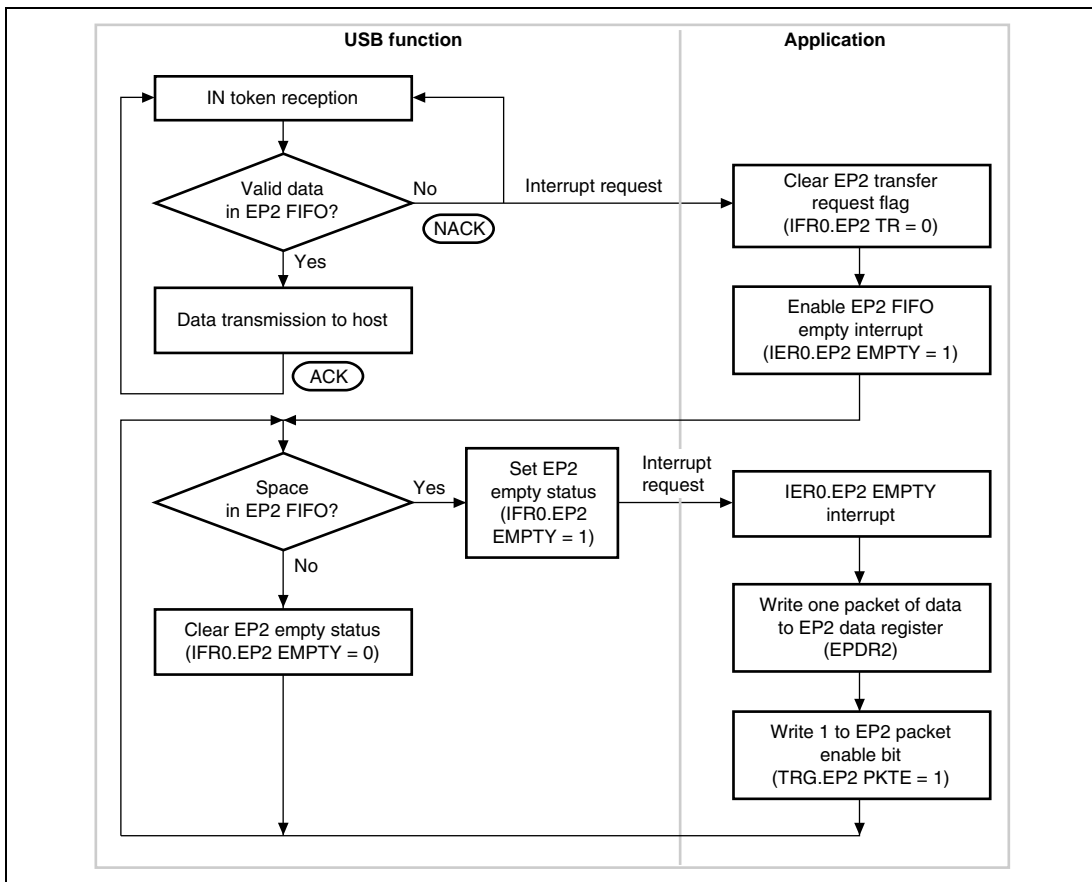 USB function
Application
IN token reception
Valid data
in EP2 FIFO?
No
NACK
Interrupt request
Clear EP2 transfer
request flag
(IFR0.EP2 TR = 0)
Yes
Data transmission to host
ACK
Enable EP2 FIFO
empty interrupt
(IER0.EP2 EMPTY = 1)
Space
in EP2 FIFO?
Yes
Set EP2
empty status
(IFR0.EP2
EMPTY = 1)
Interrupt
request
IER0.EP2 EMPTY
interrupt
No
Clear EP2 empty status
(IFR0.EP2 EMPTY = 0)
Write one packet of data
to EP2 data register
(EPDR2)
Write 1 to EP2 packet
enable bit
(TRG.EP2 PKTE = 1)